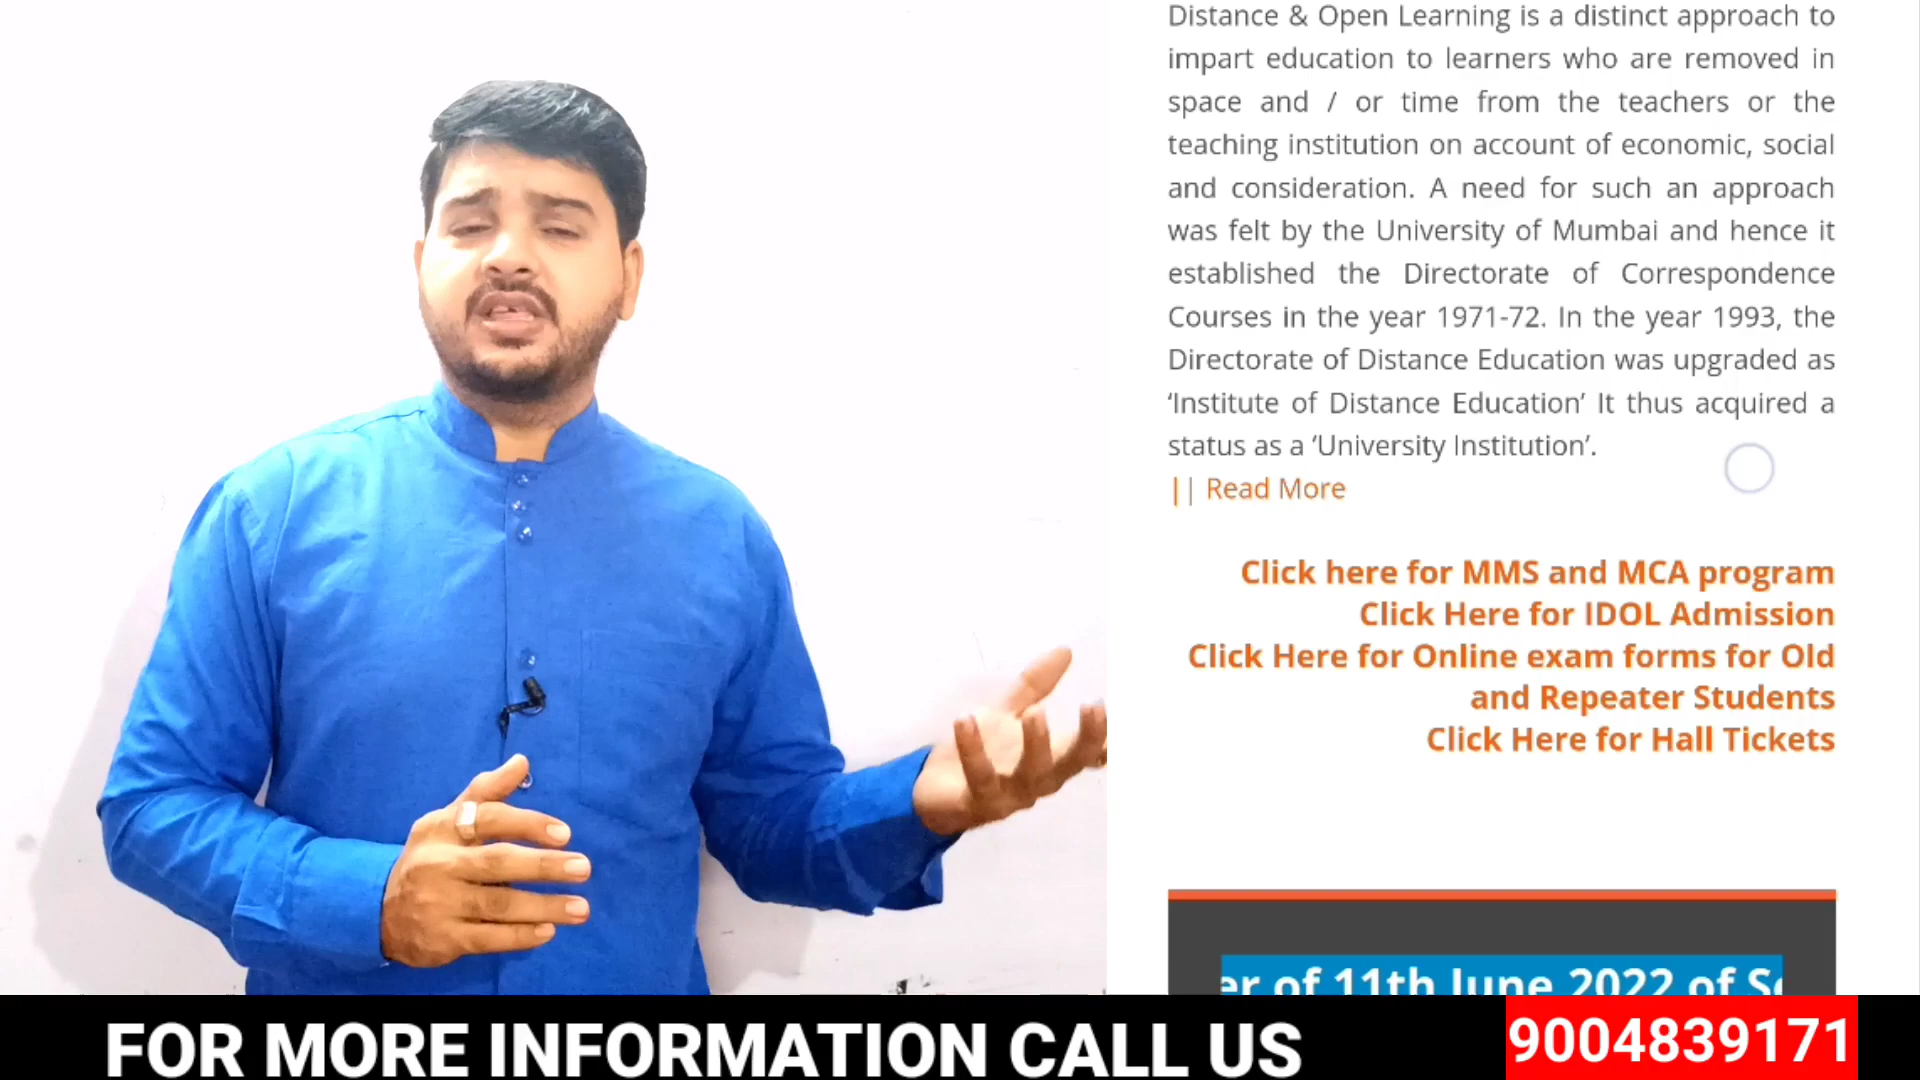 Distance & Open Learning is a distinct approach to
impart education to learners who are removed in
space and / or time from the teachers or the
teaching institution on account of economic, social
and consideration. A need for such an approach
was felt by the University of Mumbai and hence it
established the Directorate of Correspondence
Courses in the year 1971-72. In the year 1993, the
Directorate of Distance Education was upgraded as
‘Institute of Distance Education’ It thus acquired a
status as a ‘University Institution’.
|| Read More
Click here for MMS and MCA program
Click Here for IDOL Admission
Click Here for Online exam forms for Old
and Repeater Students
Click Here for Hall Tickets
er of 11th June 2022 of
FOR MORE INFORMATION CALL US
9004839171